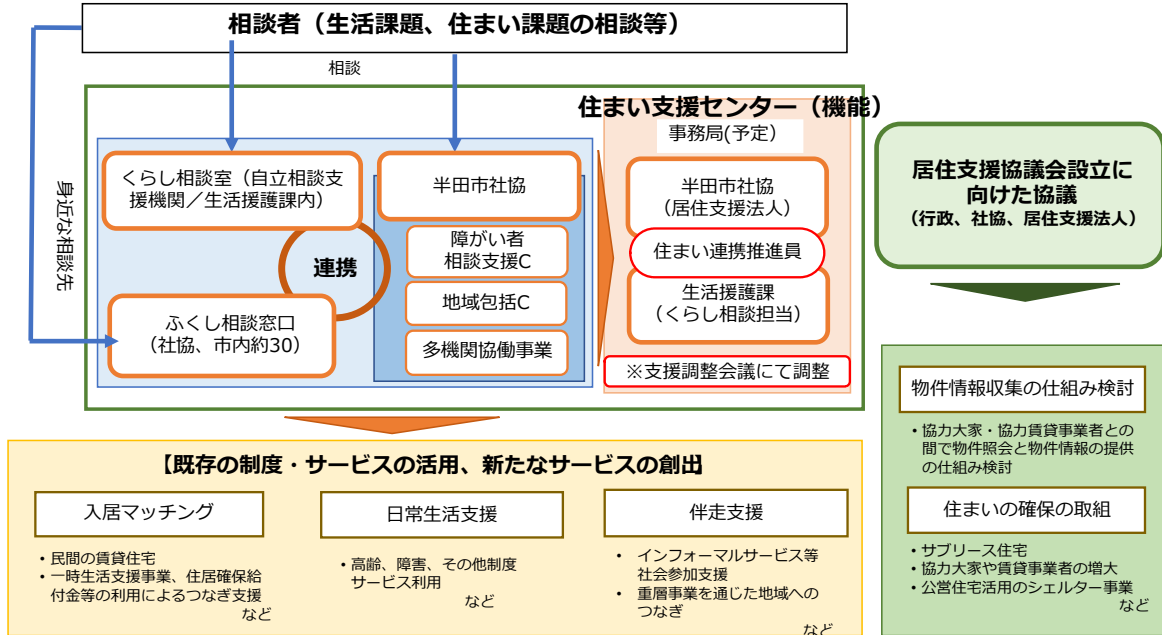 相談者（生活課題、住まい課題の相談等）
相談
身近な相談先
くらし相談室（自立相談支
援機関／生活援護課内）
連携
ふくし相談窓口
（社協、市内約30）
半田市社協
障がい者
相談支援C
地域包括C
多機関協働事業
住まい支援センター（機能）
事務局(予定）
半田市社協
（居住支援法人）
住まい連携推進員
生活援護課
（くらし相談担当）
※支援調整会議にて調整
居住支援協議会設立に
向けた協議
（行政、社協、居住支援法人）
【既存の制度・サービスの活用、新たなサービスの創出
入居マッチング
・民間の賃貸住宅
・一時生活支援事業、住居確保給
付金等の利用によるつなぎ支援
など
日常生活支援
・高齢、障害、その他制度
サービス利用
など
伴走支援
• インフォーマルサービス等
社会参加支援
• 重層事業を通じた地域への
つなぎ
など
物件情報収集の仕組み検討
・協力大家・協力賃貸事業者との
間で物件照会と物件情報の提供
の仕組み検討
住まいの確保の取組
・サブリース住宅
・協力大家や賃貸事業者の増大
・公営住宅活用のシェルター事業
など